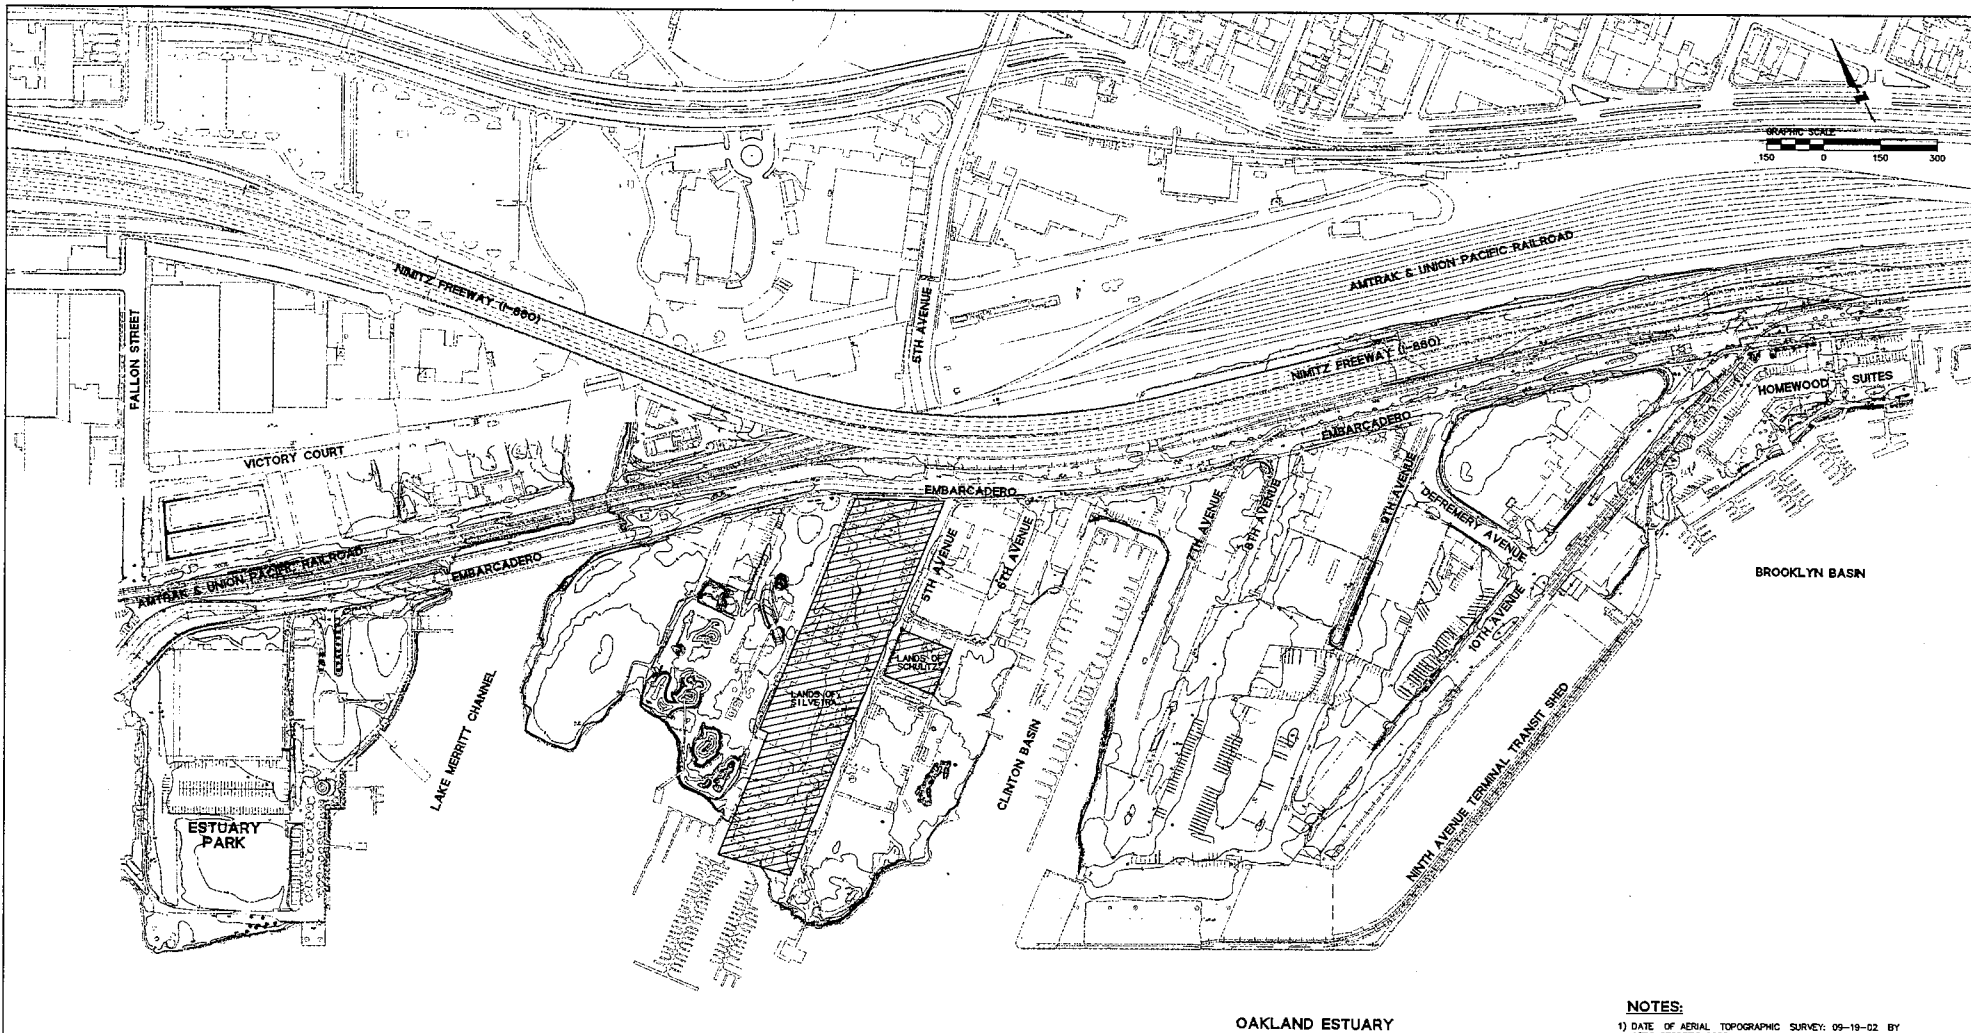 GRAPHIC SCALE
150 0 150 300
AMTRAK & UNION PACIFIC RAILROAD
NIMITZ FREEWAY (I-880)
5TH AVENUE
FALLON STREET
NIMITZ FREEWAY (I-880)
HOMEWOOD SUITES
EMBARCADERO
VICTORY COURT
EMBARCADERO
DEFREMERY AVENUE
9TH AVENUE
7TH AVENUE
8TH AVENUE
5TH AVENUE
6TH AVENUE
AMTRAK & UNION PACIFIC RAILROAD
EMBARCADERO
BROOKLYN BASIN
10TH AVENUE
LANDS OF
SCHULTZ
LANDS OF
SILVEIRA
LAKE MERRITT CHANNEL
CLINTON BASIN
NINTH AVENUE TERMINAL TRANSIT SHED
ESTUARY
PARK
OAKLAND ESTUARY
NOTES:
1) DATE OF AERIAL TOPOGRAPHIC SURVEY: 09-19-02 BY